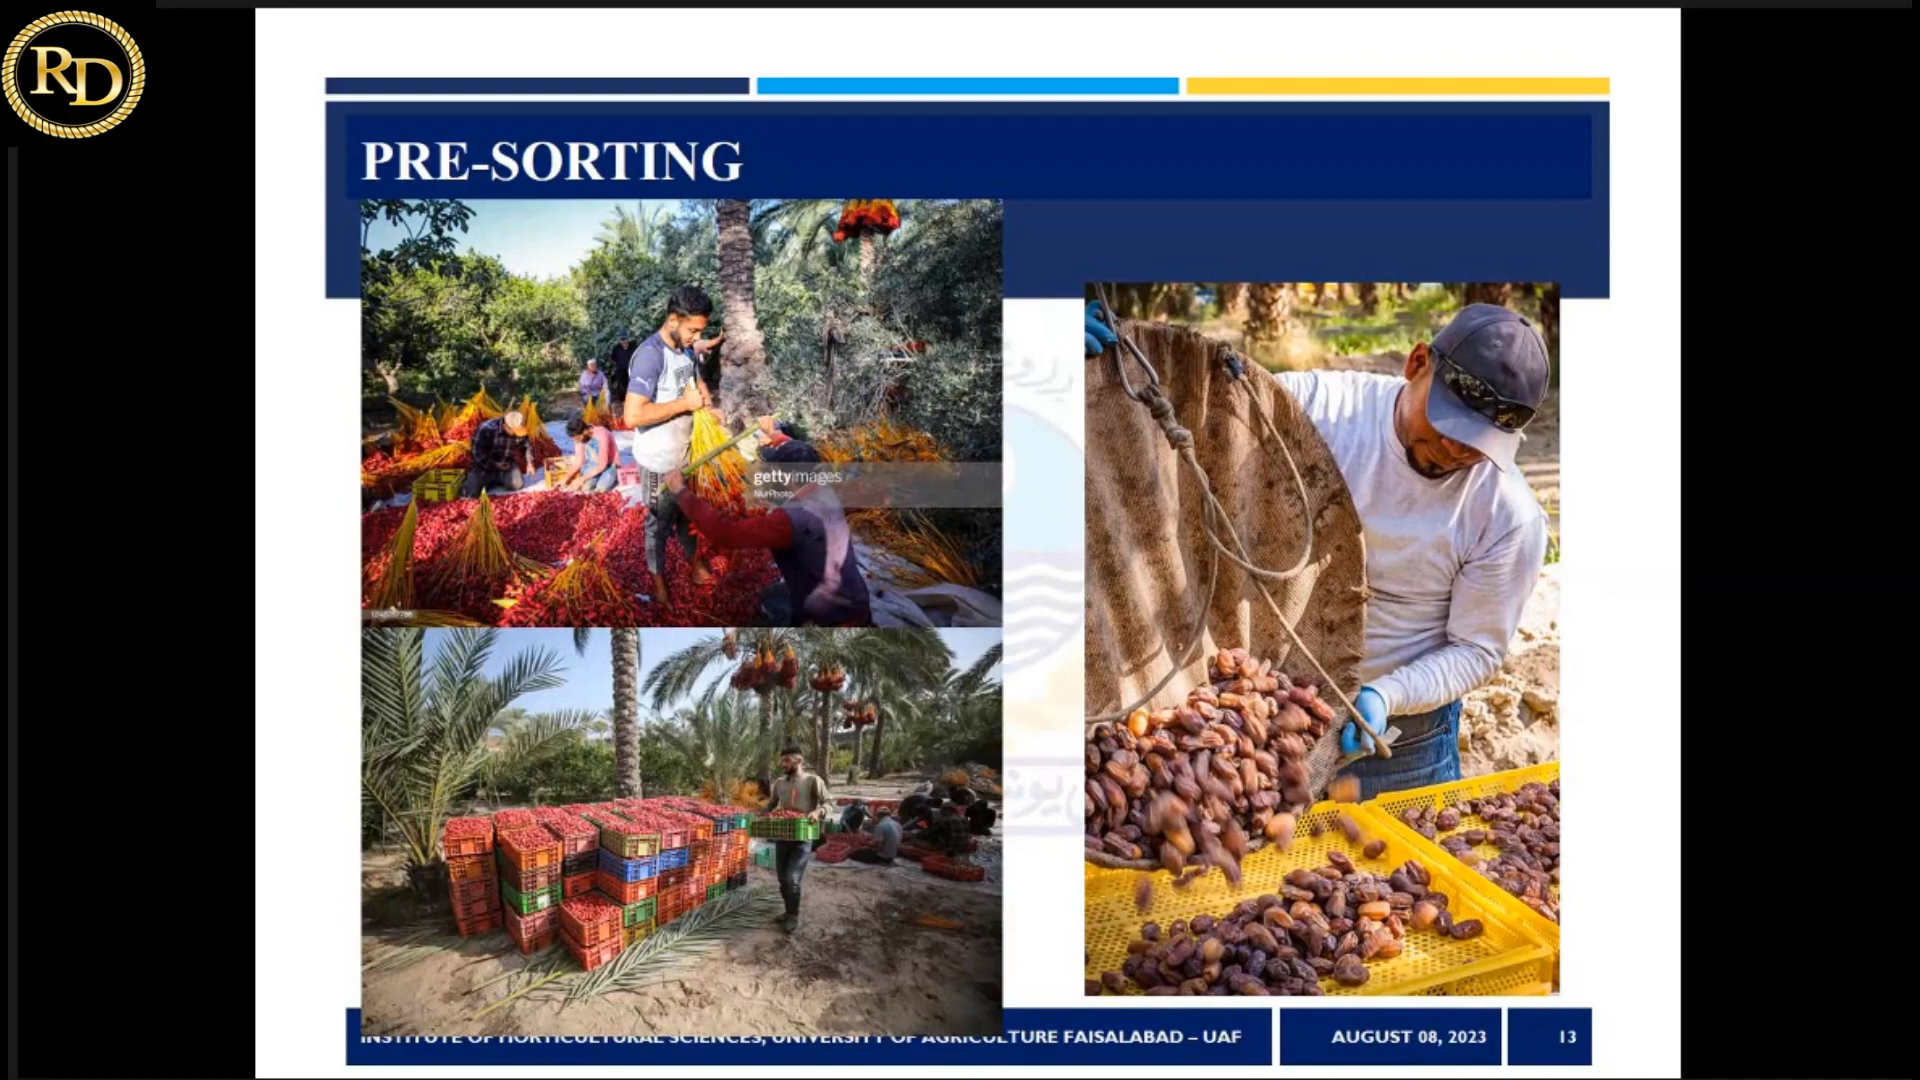 RD
PRE-SORTING
gettyimages
NurPhoto
INSTITUTE OF HORTICULTURAL SCIENCES, UNIVERSITY OF AGRICULTURE FAISALABAD – UAF
AUGUST 08, 2023
13